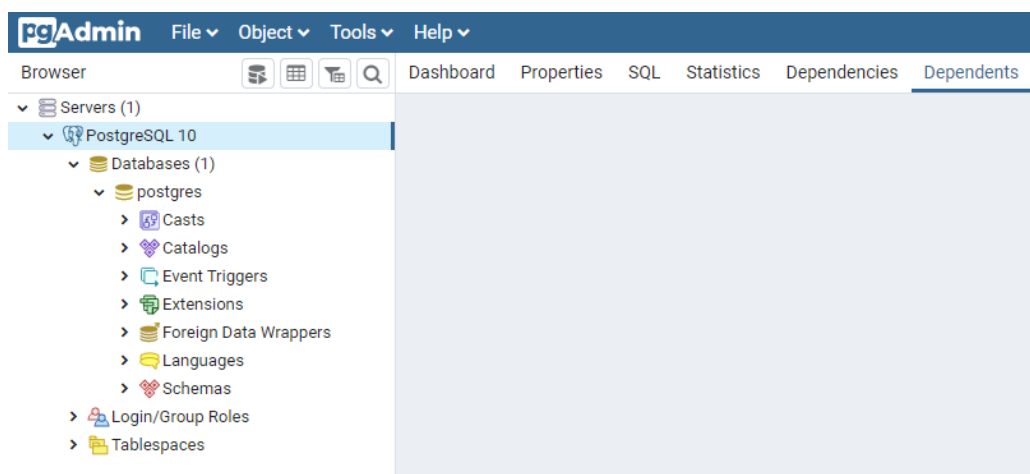 pgAdmin File Object Tools Help
Browser Dashboard Properties SQL Statistics Dependencies Dependents
Servers (1)
PostgreSQL 10
Databases (1)
postgres
Casts
Catalogs
Event Triggers
Extensions
Foreign Data Wrappers
Languages
Schemas
Login/Group Roles
Tablespaces